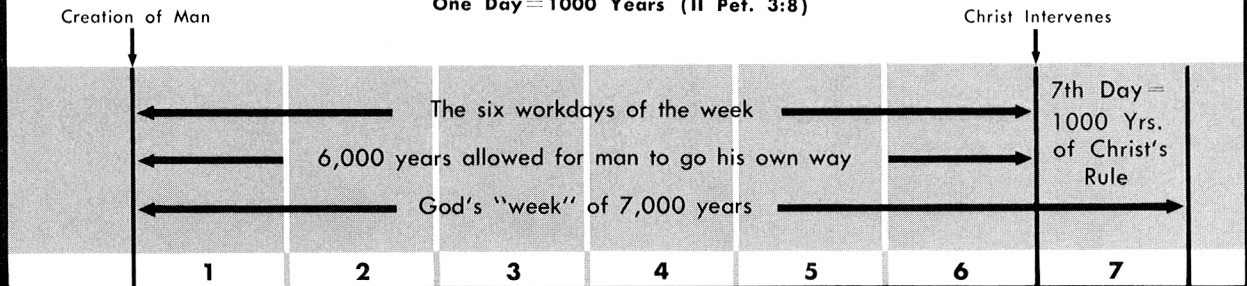 One Day = 1000 Years (II Pet. 3:8)
Creation of Man
Christ Intervenes
The six workdays of the week
6,000 years allowed for man to go his own way
God's "week" of 7,000 years
7th Day =
1000 Yrs.
of Christ's
Rule
1 2 3 4 5 6 7